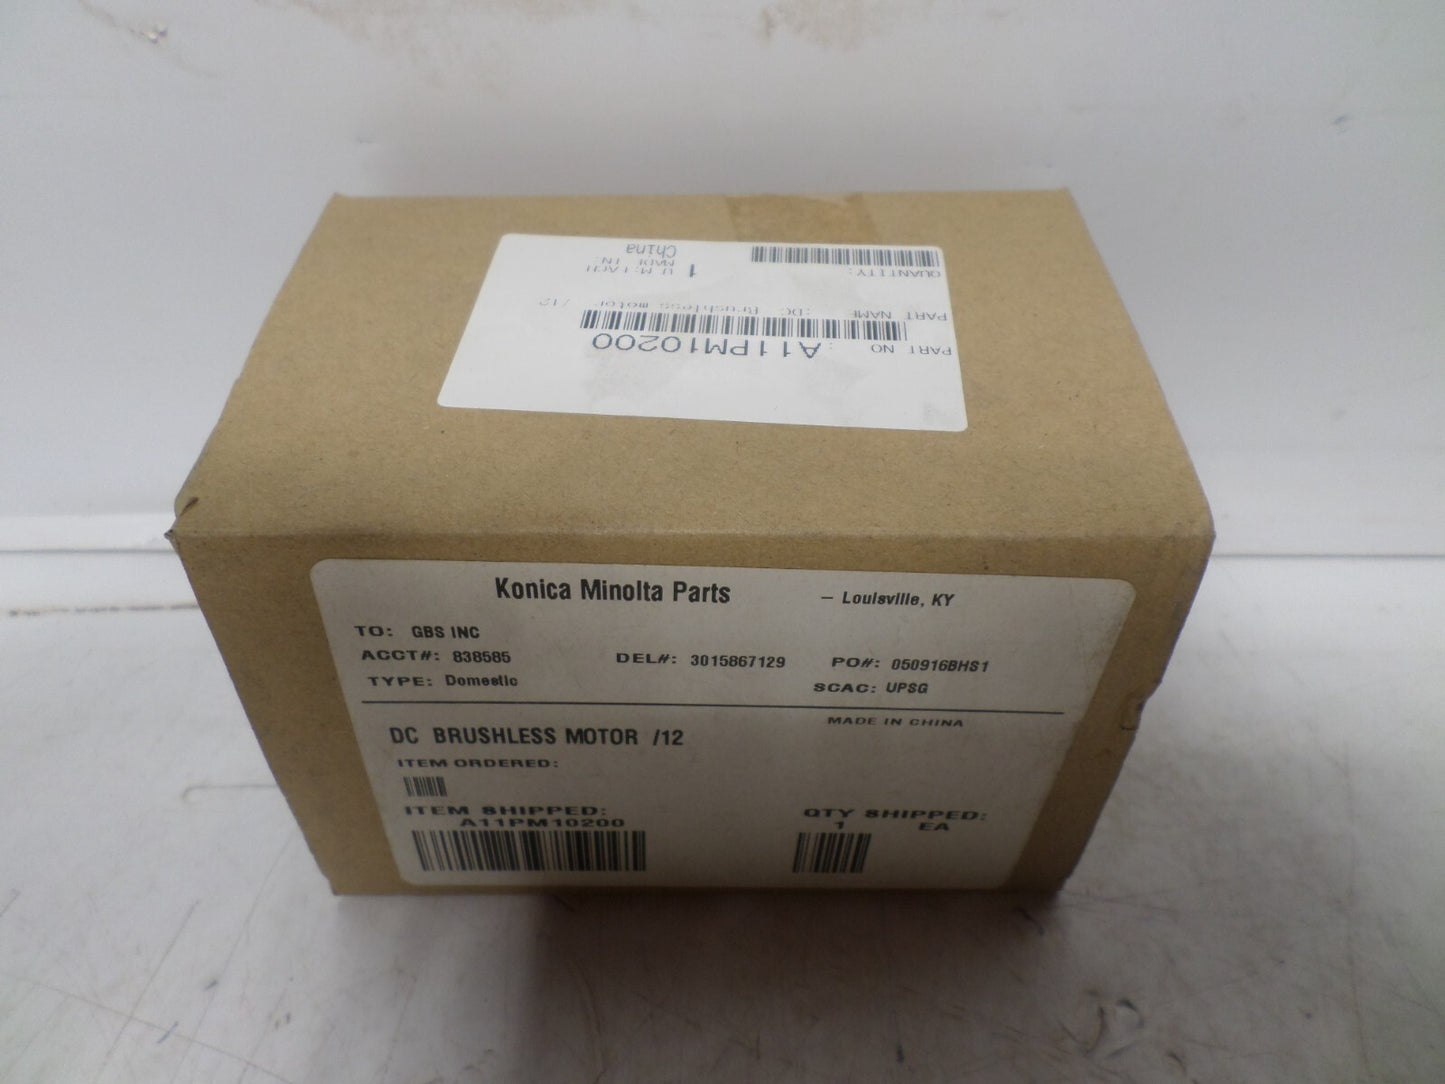 PART NO : A11PM10200
PART NAME :DC Brushless motor /12
QUANTITY: 1 U.M:EACH
MADE IN:
China
Konica Minolta Parts – Louisville, KY
TO: GBS INC
ACCT#: 838585 DEL#: 3015867129 PO#: 050916BHS1
TYPE: Domestic SCAC: UPSG
MADE IN CHINA
DC BRUSHLESS MOTOR /12
ITEM ORDERED:
ITEM SHIPPED: QTY SHIPPED:
A11PM10200 1 EA